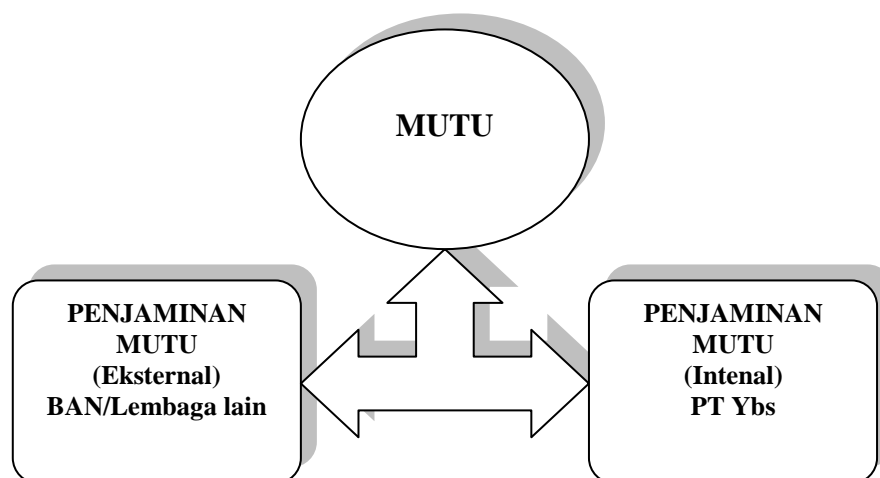 MUTU
PENJAMINAN
MUTU
(Eksternal)
BAN/Lembaga lain
PENJAMINAN
MUTU
(Intenal)
PT Ybs